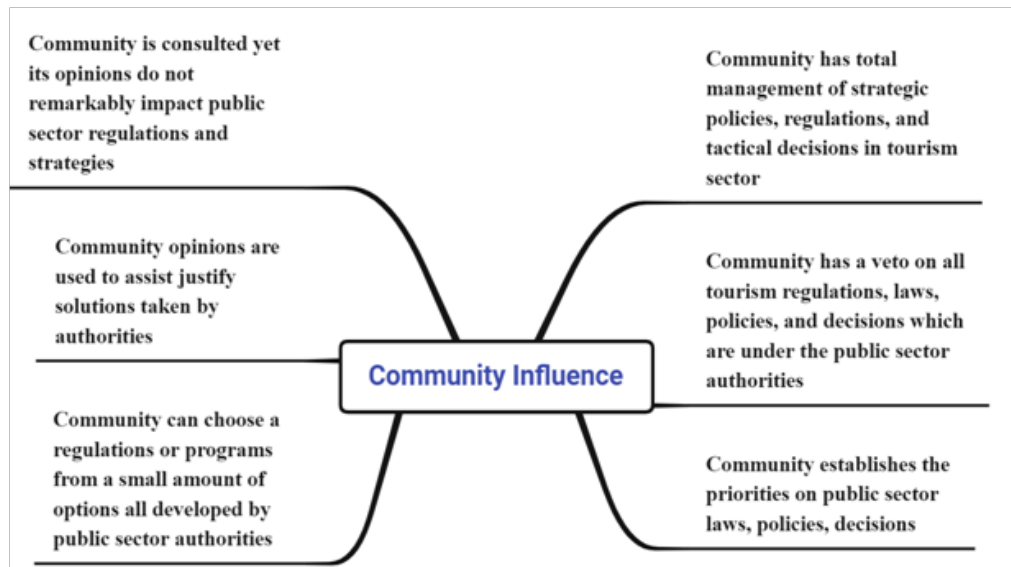 Community is consulted yet
its opinions do not
remarkably impact public
sector regulations and
strategies
Community opinions are
used to assist justify
solutions taken by
authorities
Community can choose a
regulations or programs
from a small amount of
options all developed by
public sector authorities
Community Influence
Community has total
management of strategic
policies, regulations, and
tactical decisions in tourism
sector
Community has a veto on all
tourism regulations, laws,
policies, and decisions which
are under the public sector
authorities
Community establishes the
priorities on public sector
laws, policies, decisions